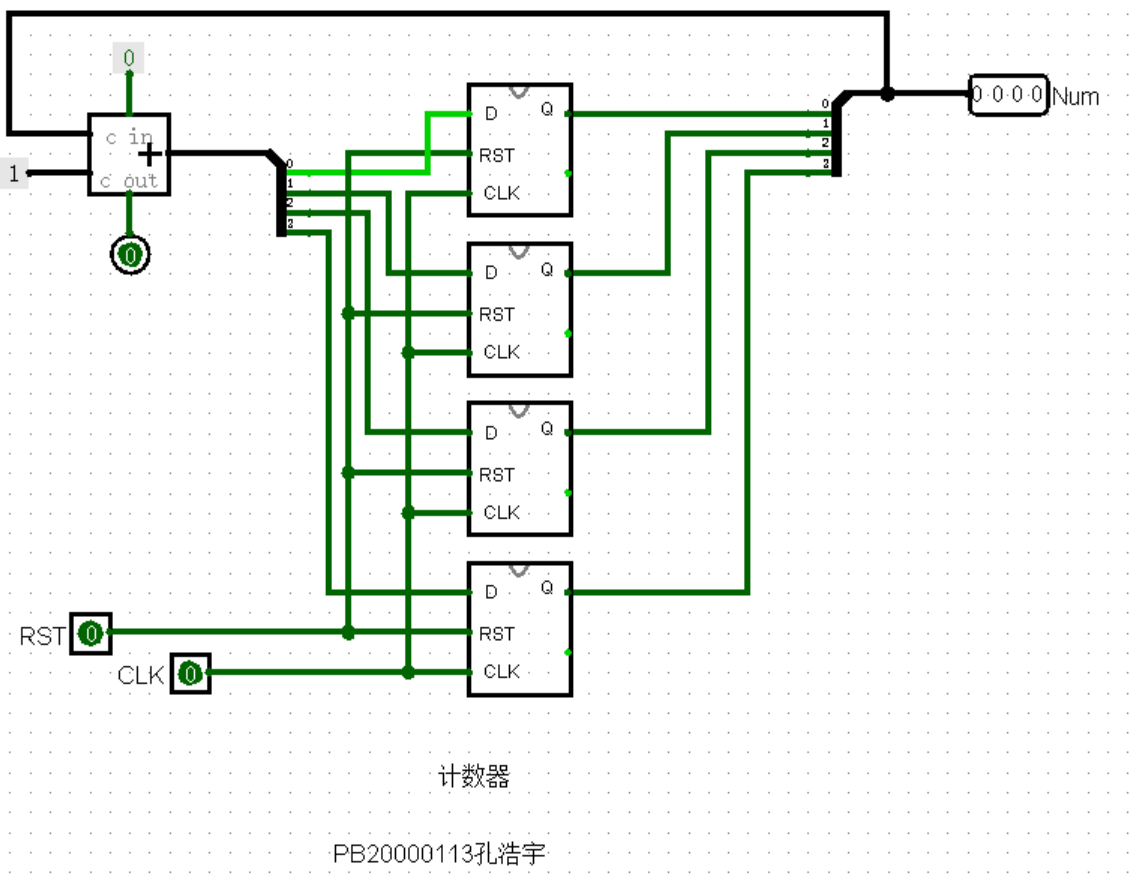 0
c in
+
1
c out
0
0
1
2
3
D
Q
RST
CLK
D
Q
RST
CLK
D
Q
RST
CLK
D
Q
RST
CLK
0
1
2
3
0 0 0 0 Num
RST 0
CLK 0
计数器
PB20000113孔浩宇